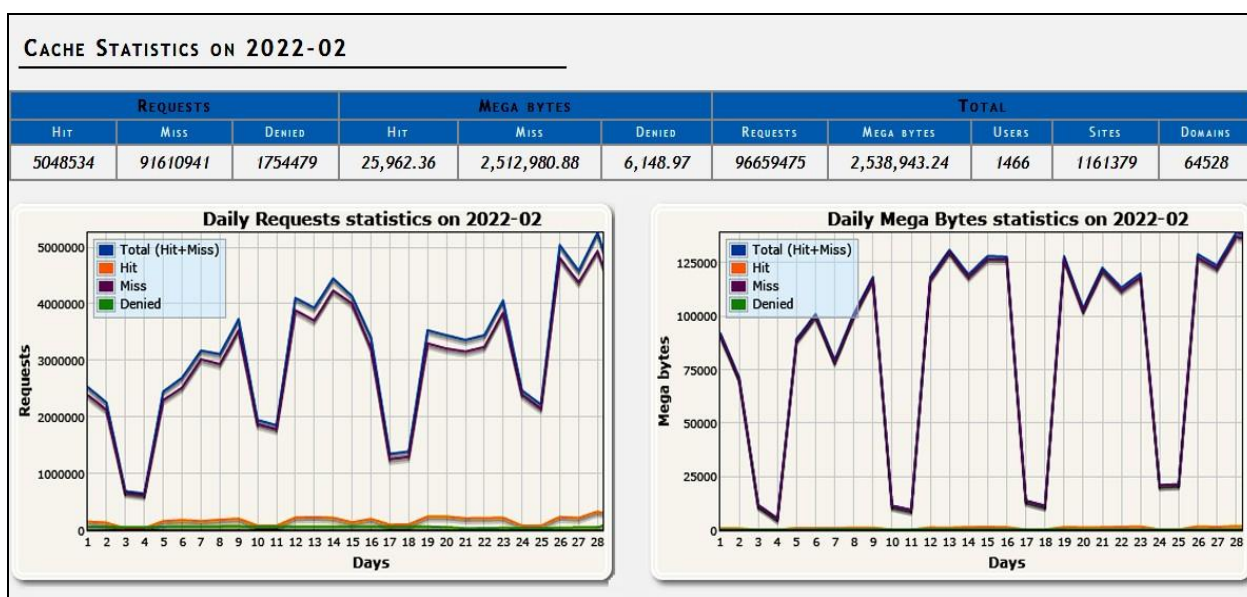 Cache Statistics on 2022-02
Requests Mega bytes Total
Hit Miss Denied Hit Miss Denied Requests Mega bytes Users Sites Domains
5048534 91610941 1754479 25,962.36 2,512,980.88 6,148.97 96659475 2,538,943.24 1466 1161379 64528
Daily Requests statistics on 2022-02
Total (Hit+Miss)
Hit
Miss
Denied
5000000
4000000
3000000
2000000
1000000
0
Requests
1 2 3 4 5 6 7 8 9 10 11 12 13 14 15 16 17 18 19 20 21 22 23 24 25 26 27 28
Days
Daily Mega Bytes statistics on 2022-02
Total (Hit+Miss)
Hit
Miss
Denied
125000
100000
75000
50000
25000
0
Mega bytes
1 2 3 4 5 6 7 8 9 10 11 12 13 14 15 16 17 18 19 20 21 22 23 24 25 26 27 28
Days